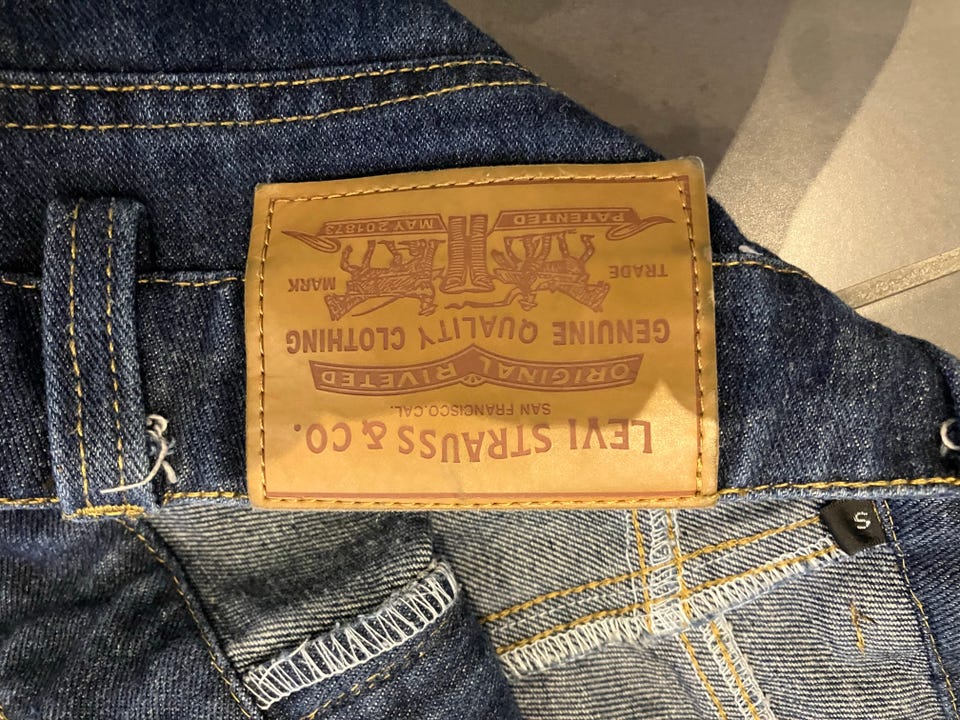 LEVI STRAUSS & CO.
SAN FRANCISCO.CAL.
ORIGINAL RIVETED
GENUINE QUALITY CLOTHING
TRADE MARK
PATENTED MAY 201873
S